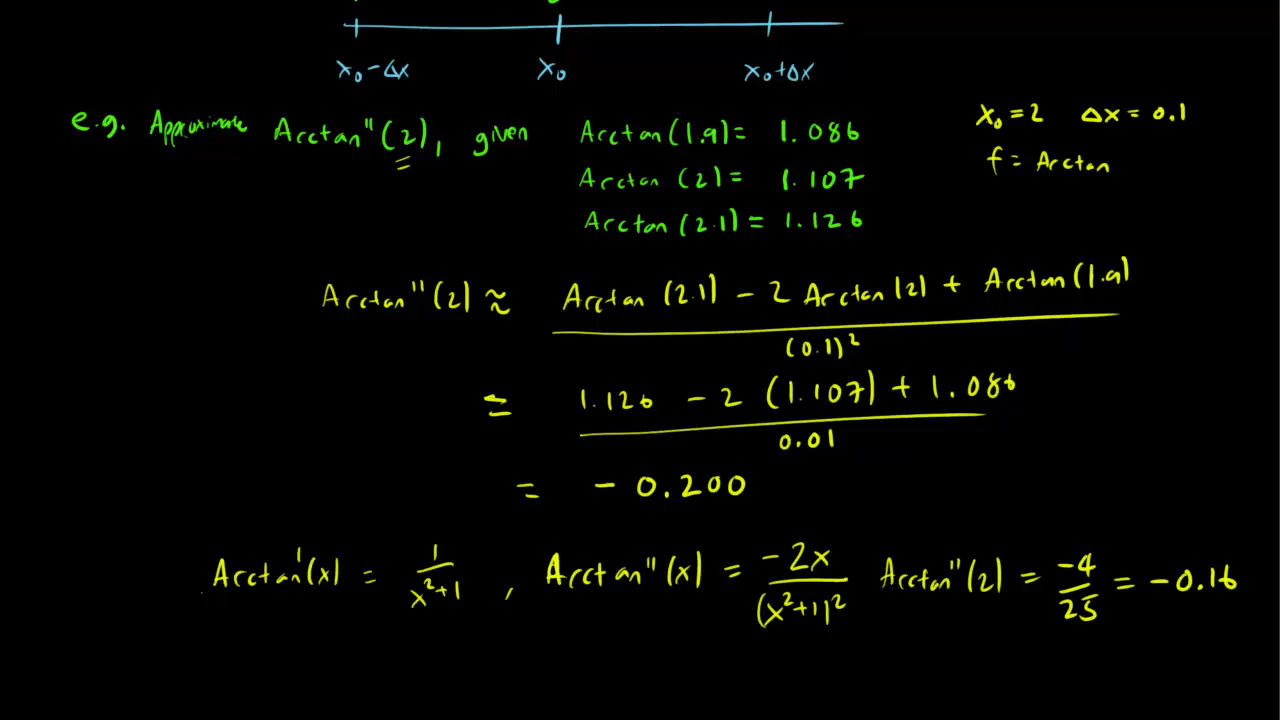 x₀-Δx x₀ x₀+Δx
e.g. Approximate Arctan''(2), given Arctan(1.9) = 1.086 x₀ = 2 Δx = 0.1
Arctan (2) = 1.107 f = Arctan
Arctan (2.1) = 1.126
Arctan''(2) ≈ Arctan (2.1) - 2 Arctan(2) + Arctan(1.9)
(0.1)²
= 1.126 - 2 (1.107) + 1.086
0.01
= - 0.200
Arctan'(x) = 1/(x²+1) , Arctan''(x) = -2x/(x²+1)² Arctan''(2) = -4/25 = -0.16